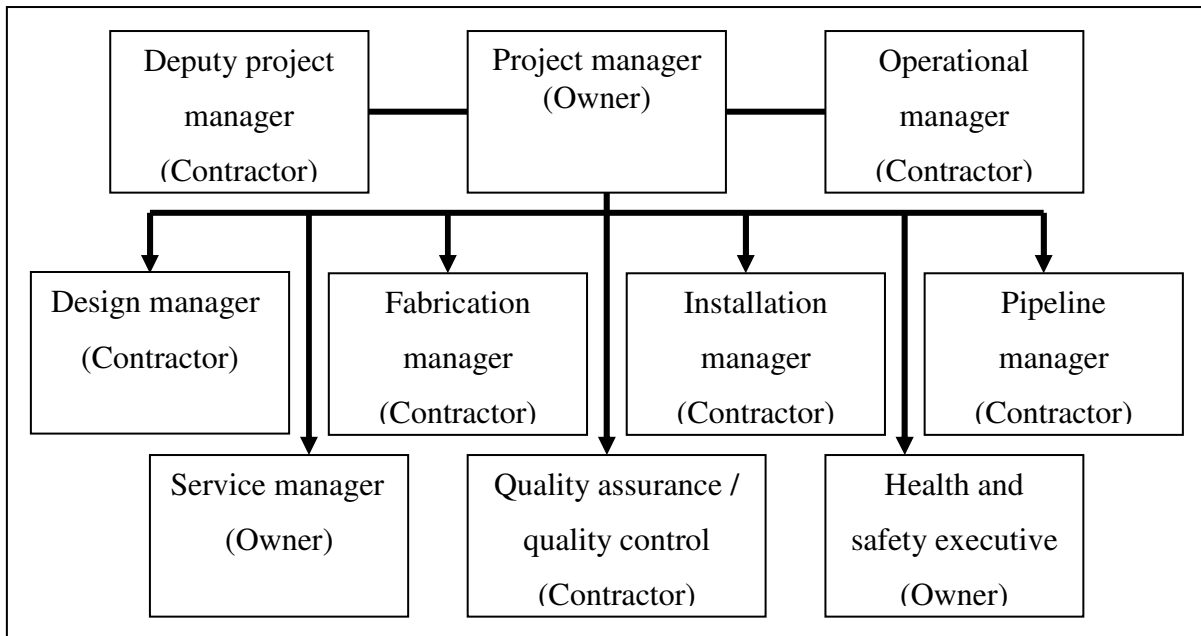 Deputy project
manager
(Contractor)
Project manager
(Owner)
Operational
manager
(Contractor)
Design manager
(Contractor)
Fabrication
manager
(Contractor)
Installation
manager
(Contractor)
Pipeline
manager
(Contractor)
Service manager
(Owner)
Quality assurance /
quality control
(Contractor)
Health and
safety executive
(Owner)